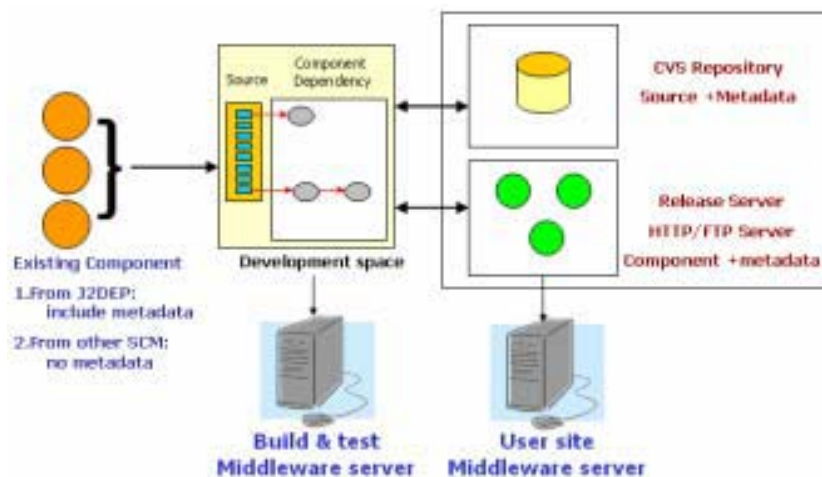 Component
Dependency
Source
CVS Repository
Source +Metadata
Release Server
HTTP/FTP Server
Component +metadata
Existing Component
1.From J2DEP:
include metadata
2.From other SCM:
no metadata
Development space
Build & test
Middleware server
User site
Middleware server